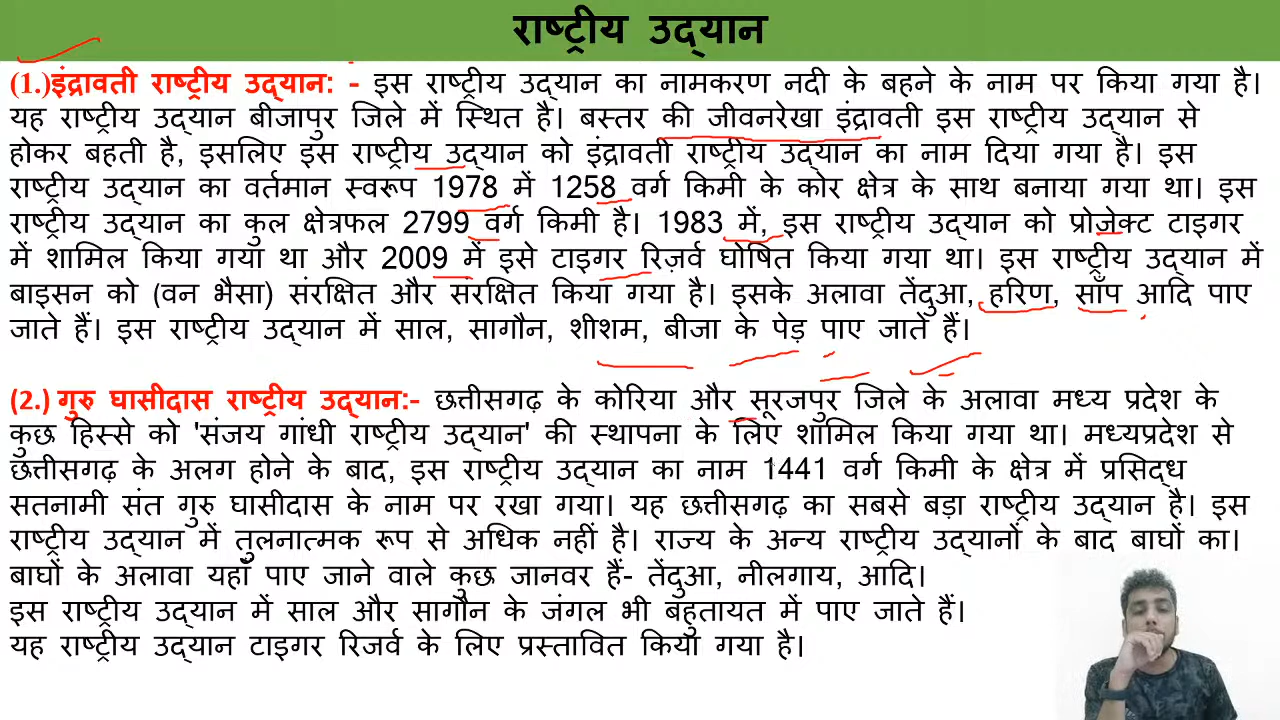 राष्ट्रीय उद्यान
(1.)इंद्रावती राष्ट्रीय उद्यान: - इस राष्ट्रीय उद्यान का नामकरण नदी के बहने के नाम पर किया गया है।
यह राष्ट्रीय उद्यान बीजापुर जिले में स्थित है। बस्तर की जीवनरेखा इंद्रावती इस राष्ट्रीय उद्यान से
होकर बहती है, इसलिए इस राष्ट्रीय उद्यान को इंद्रावती राष्ट्रीय उद्यान का नाम दिया गया है। इस
राष्ट्रीय उद्यान का वर्तमान स्वरूप 1978 में 1258 वर्ग किमी के कोर क्षेत्र के साथ बनाया गया था। इस
राष्ट्रीय उद्यान का कुल क्षेत्रफल 2799 वर्ग किमी है। 1983 में, इस राष्ट्रीय उद्यान को प्रोजेक्ट टाइगर
में शामिल किया गया था और 2009 में इसे टाइगर रिज़र्व घोषित किया गया था। इस राष्ट्रीय उद्यान में
बाइसन को (वन भैसा) संरक्षित और संरक्षित किया गया है। इसके अलावा तेंदुआ, हरिण, साँप आदि पाए
जाते हैं। इस राष्ट्रीय उद्यान में साल, सागौन, शीशम, बीजा के पेड़ पाए जाते हैं।
(2.) गुरु घासीदास राष्ट्रीय उद्यान:- छत्तीसगढ़ के कोरिया और सूरजपुर जिले के अलावा मध्य प्रदेश के
कुछ हिस्से को 'संजय गांधी राष्ट्रीय उद्यान' की स्थापना के लिए शामिल किया गया था। मध्यप्रदेश से
छत्तीसगढ़ के अलग होने के बाद, इस राष्ट्रीय उद्यान का नाम 1441 वर्ग किमी के क्षेत्र में प्रसिद्ध
सतनामी संत गुरु घासीदास के नाम पर रखा गया। यह छत्तीसगढ़ का सबसे बड़ा राष्ट्रीय उद्यान है। इस
राष्ट्रीय उद्यान में तुलनात्मक रूप से अधिक नहीं है। राज्य के अन्य राष्ट्रीय उद्यानों के बाद बाघों का।
बाघों के अलावा यहाँ पाए जाने वाले कुछ जानवर हैं- तेंदुआ, नीलगाय, आदि।
इस राष्ट्रीय उद्यान में साल और सागौन के जंगल भी बहुतायत में पाए जाते हैं।
यह राष्ट्रीय उद्यान टाइगर रिजर्व के लिए प्रस्तावित किया गया है।